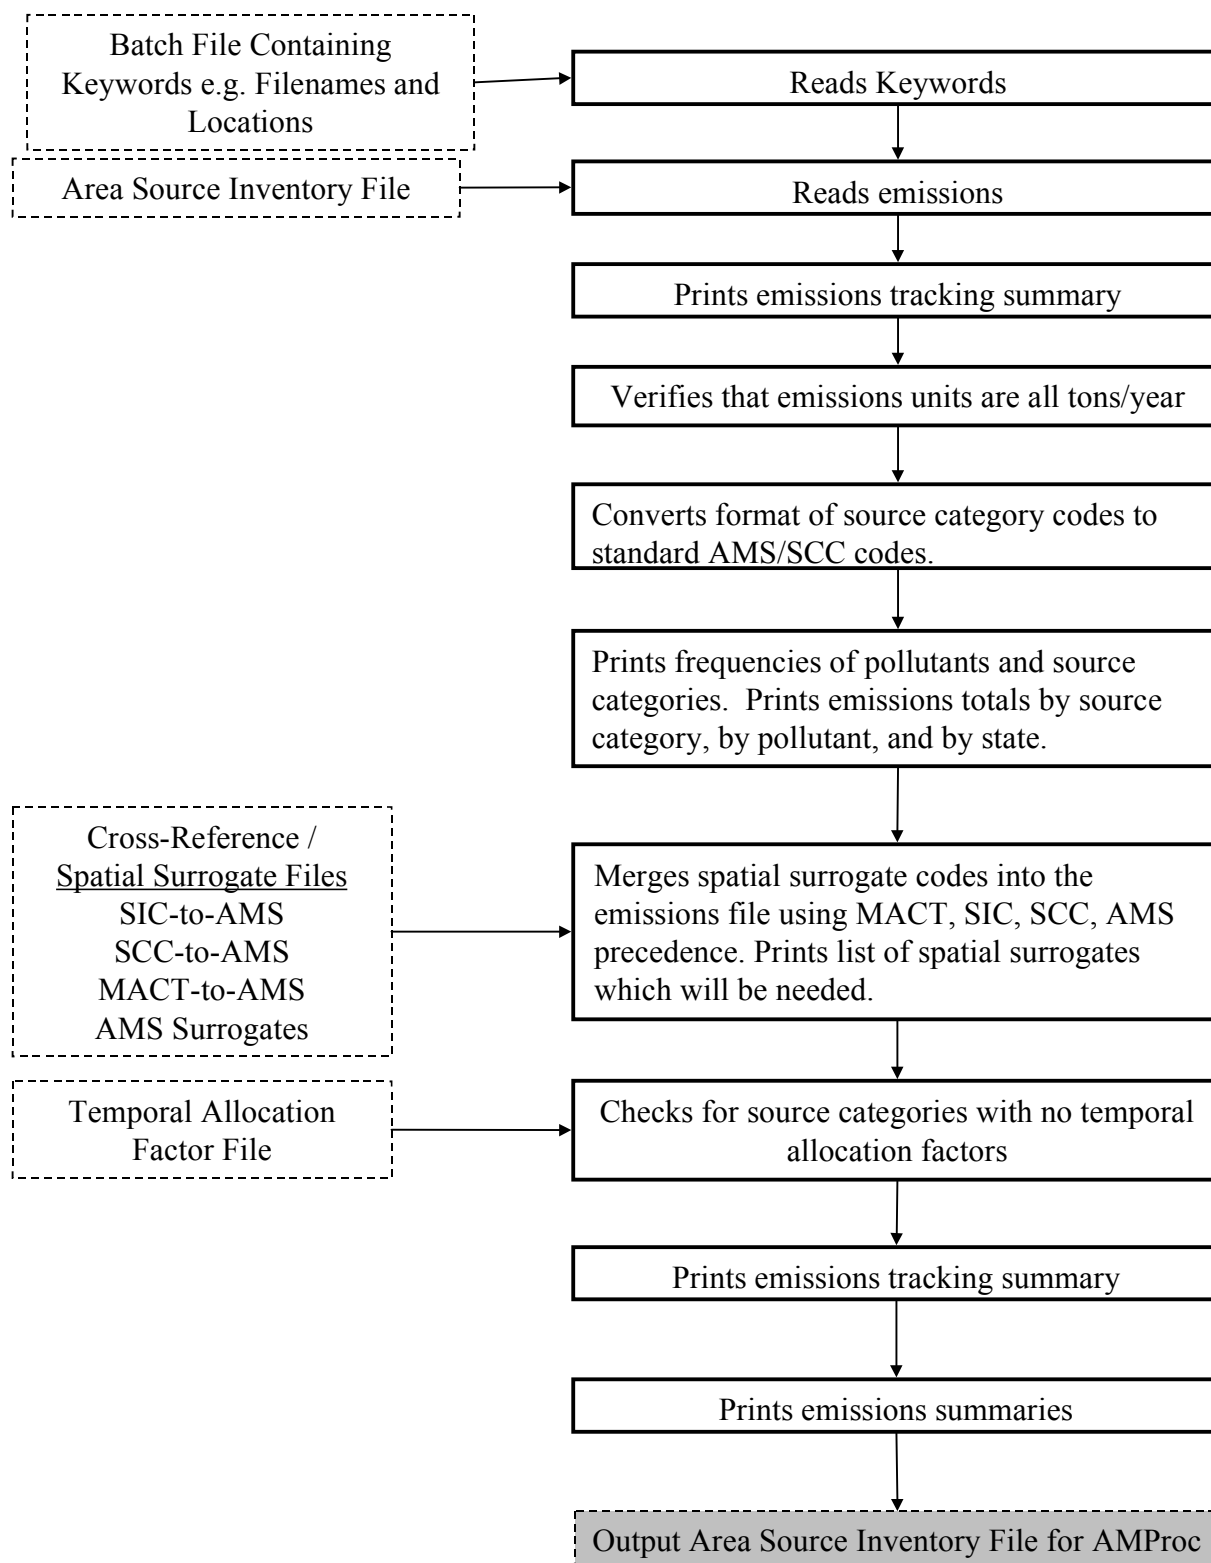 Batch File Containing
Keywords e.g. Filenames and
Locations
Reads Keywords
Area Source Inventory File
Reads emissions
Prints emissions tracking summary
Verifies that emissions units are all tons/year
Converts format of source category codes to
standard AMS/SCC codes.
Prints frequencies of pollutants and source
categories.  Prints emissions totals by source
category, by pollutant, and by state.
Cross-Reference /
Spatial Surrogate Files
SIC-to-AMS
SCC-to-AMS
MACT-to-AMS
AMS Surrogates
Merges spatial surrogate codes into the
emissions file using MACT, SIC, SCC, AMS
precedence. Prints list of spatial surrogates
which will be needed.
Temporal Allocation
Factor File
Checks for source categories with no temporal
allocation factors
Prints emissions tracking summary
Prints emissions summaries
Output Area Source Inventory File for AMProc